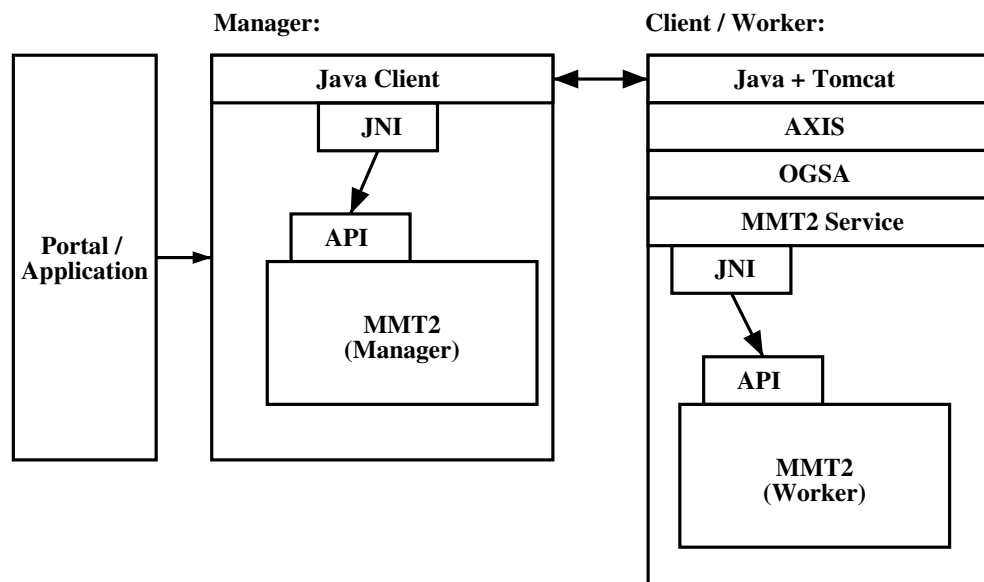 Manager:
Client / Worker:
Java Client
Java + Tomcat
JNI
AXIS
OGSA
API
MMT2 Service
Portal /
Application
JNI
MMT2
(Manager)
API
MMT2
(Worker)